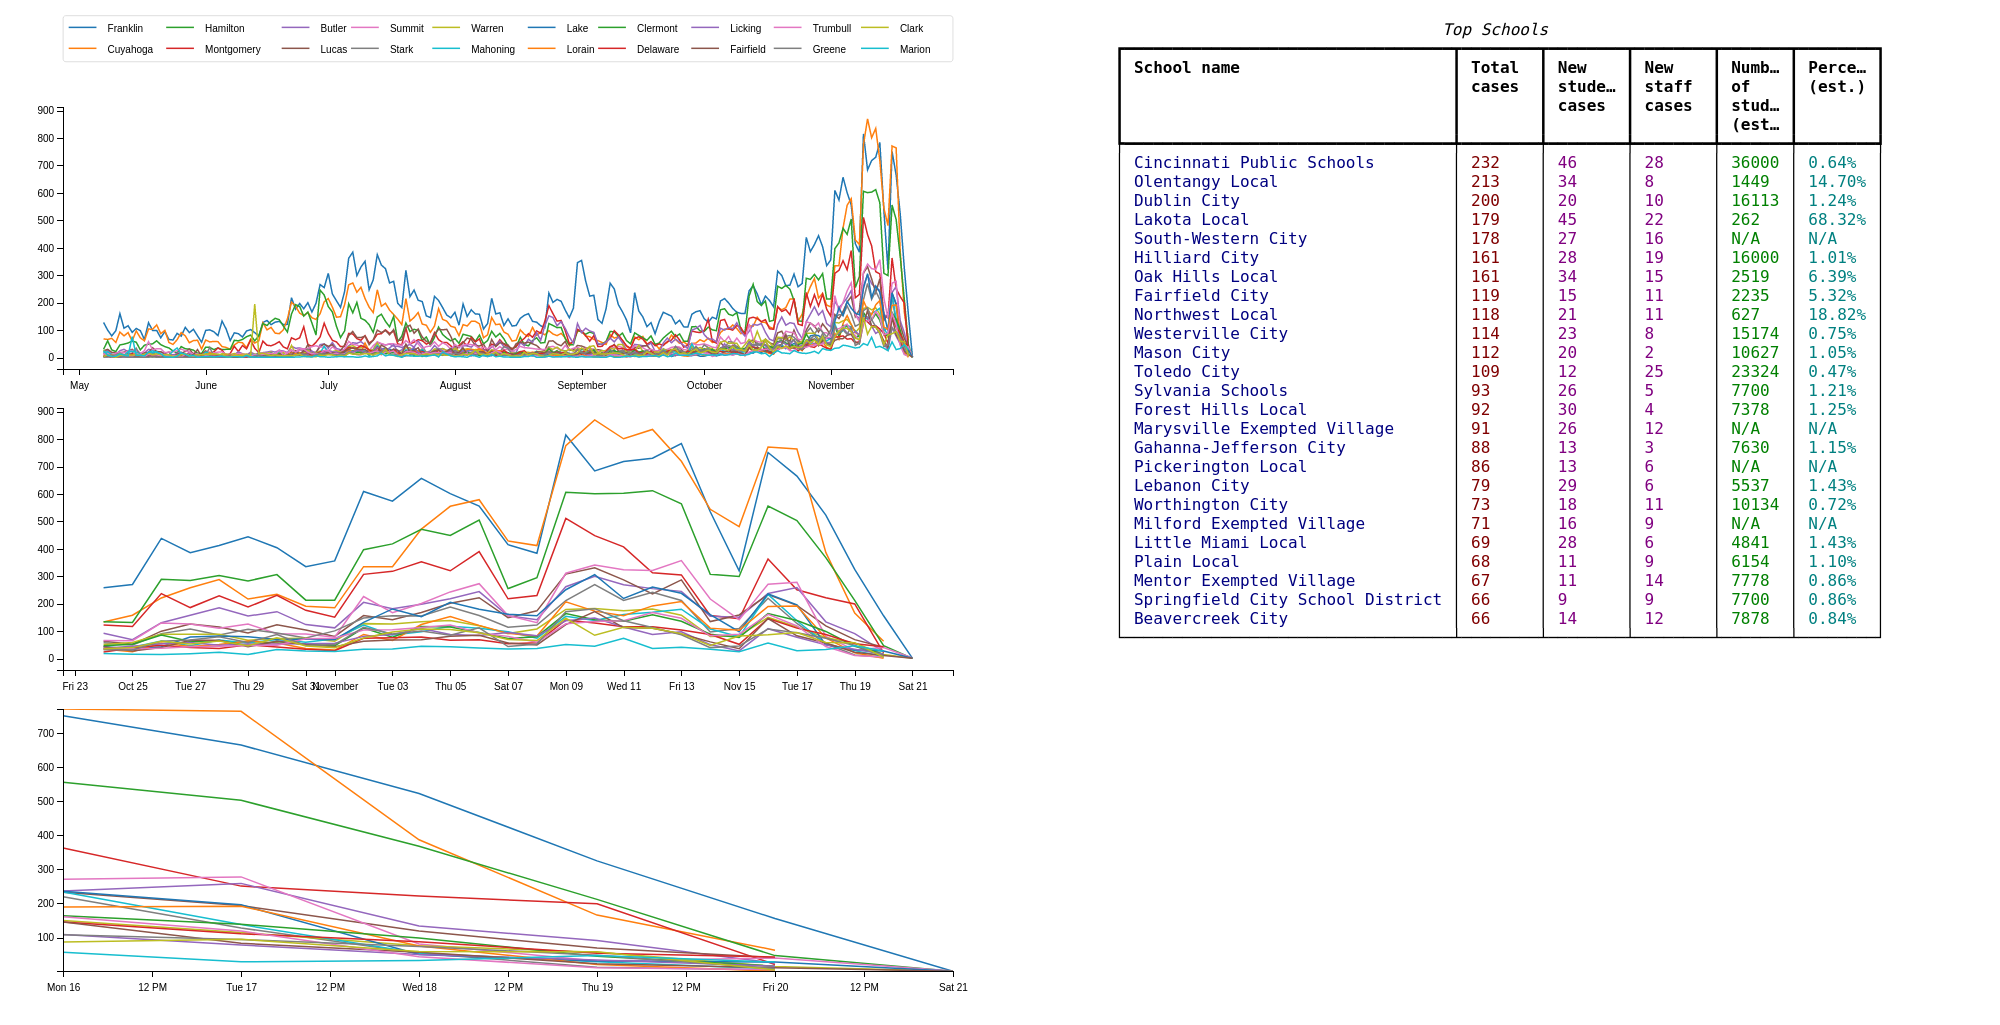 Franklin Hamilton Butler Summit Warren Lake Clermont Licking Trumbull Clark
Cuyahoga Montgomery Lucas Stark Mahoning Lorain Delaware Fairfield Greene Marion
900
800
700
600
500
400
300
200
100
0
May June July August September October November
900
800
700
600
500
400
300
200
100
0
Fri 23 Oct 25 Tue 27 Thu 29 Sat 31 November Tue 03 Thu 05 Sat 07 Mon 09 Wed 11 Fri 13 Nov 15 Tue 17 Thu 19 Sat 21
700
600
500
400
300
200
100
Mon 16 12 PM Tue 17 12 PM Wed 18 12 PM Thu 19 12 PM Fri 20 12 PM Sat 21
Top Schools
School name Total New New Numb… Perce…
cases stude… staff of (est.)
cases cases stud…
(est…
Cincinnati Public Schools 232 46 28 36000 0.64%
Olentangy Local 213 34 8 1449 14.70%
Dublin City 200 20 10 16113 1.24%
Lakota Local 179 45 22 262 68.32%
South-Western City 178 27 16 N/A N/A
Hilliard City 161 28 19 16000 1.01%
Oak Hills Local 161 34 15 2519 6.39%
Fairfield City 119 15 11 2235 5.32%
Northwest Local 118 21 11 627 18.82%
Westerville City 114 23 8 15174 0.75%
Mason City 112 20 2 10627 1.05%
Toledo City 109 12 25 23324 0.47%
Sylvania Schools 93 26 5 7700 1.21%
Forest Hills Local 92 30 4 7378 1.25%
Marysville Exempted Village 91 26 12 N/A N/A
Gahanna-Jefferson City 88 13 3 7630 1.15%
Pickerington Local 86 13 6 N/A N/A
Lebanon City 79 29 6 5537 1.43%
Worthington City 73 18 11 10134 0.72%
Milford Exempted Village 71 16 9 N/A N/A
Little Miami Local 69 28 6 4841 1.43%
Plain Local 68 11 9 6154 1.10%
Mentor Exempted Village 67 11 14 7778 0.86%
Springfield City School District 66 9 9 7700 0.86%
Beavercreek City 66 14 12 7878 0.84%